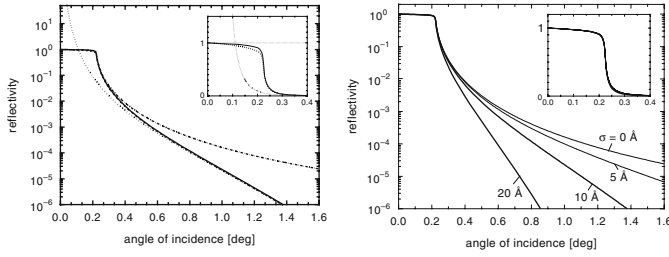 reflectivity
10¹
10⁰
10⁻¹
10⁻²
10⁻³
10⁻⁴
10⁻⁵
10⁻⁶
0.0 0.2 0.4 0.6 0.8 1.0 1.2 1.4 1.6
angle of incidence [deg]
1
0
0.0 0.1 0.2 0.3 0.4
reflectivity
10⁰
10⁻¹
10⁻²
10⁻³
10⁻⁴
10⁻⁵
10⁻⁶
0.0 0.2 0.4 0.6 0.8 1.0 1.2 1.4 1.6
angle of incidence [deg]
1
0
0.0 0.1 0.2 0.3 0.4
σ = 0 Å
5 Å
10 Å
20 Å